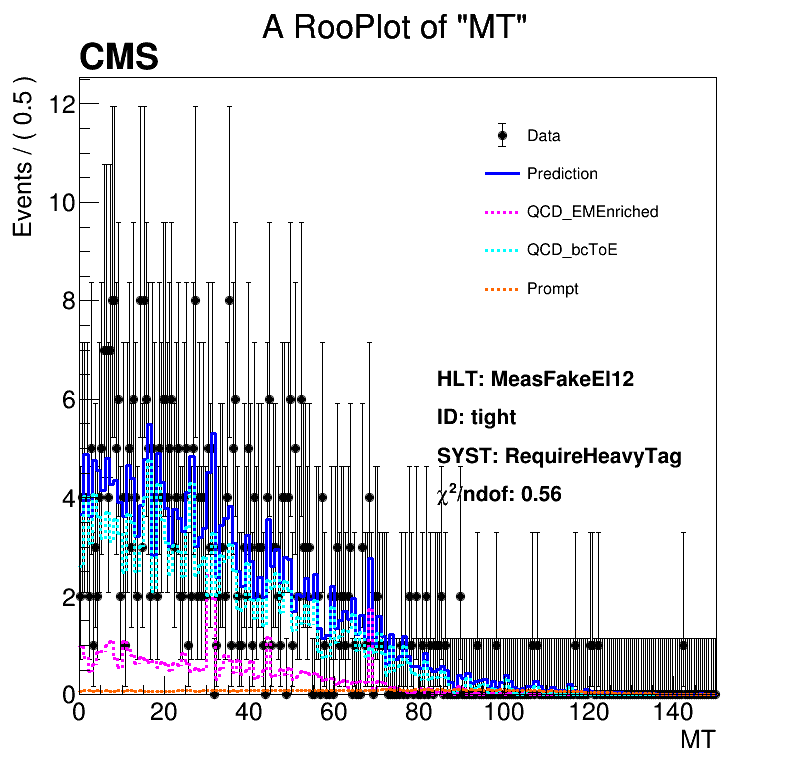 A RooPlot of "MT"
CMS
Events / ( 0.5 )
12
10
8
6
4
2
0
Data
Prediction
QCD_EMEnriched
QCD_bcToE
Prompt
HLT: MeasFakeEl12
ID: tight
SYST: RequireHeavyTag
χ²/ndof: 0.56
0 20 40 60 80 100 120 140
MT